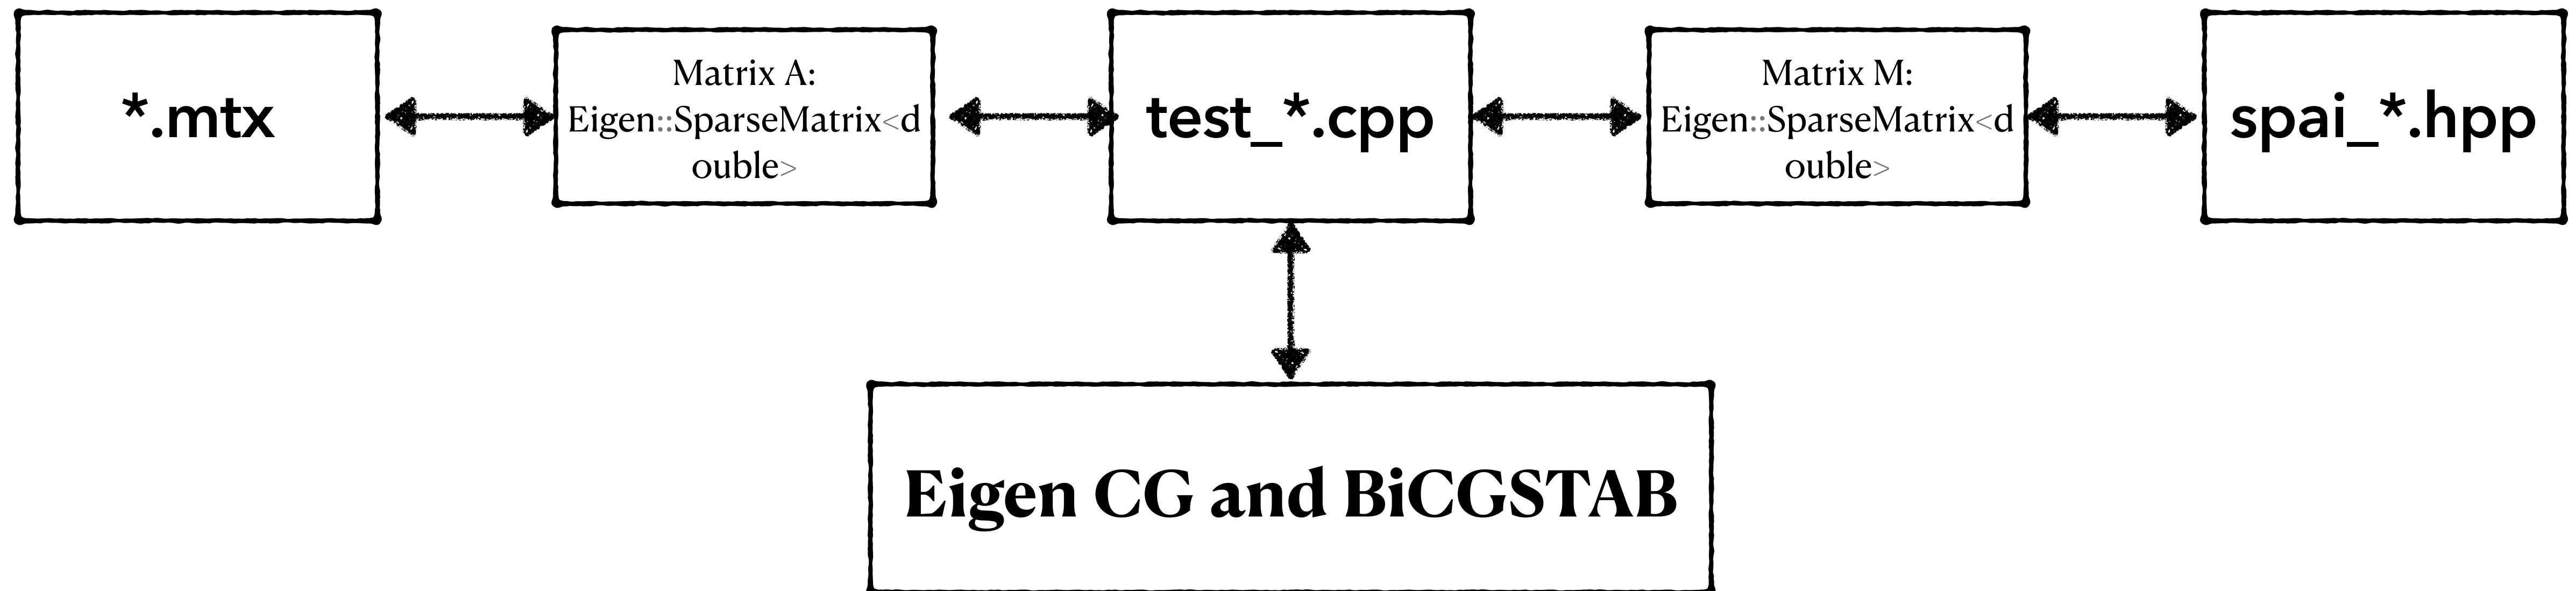 *.mtx
Matrix A:
Eigen::SparseMatrix<d
ouble>
test_*.cpp
Matrix M:
Eigen::SparseMatrix<d
ouble>
spai_*.hpp
Eigen CG and BiCGSTAB